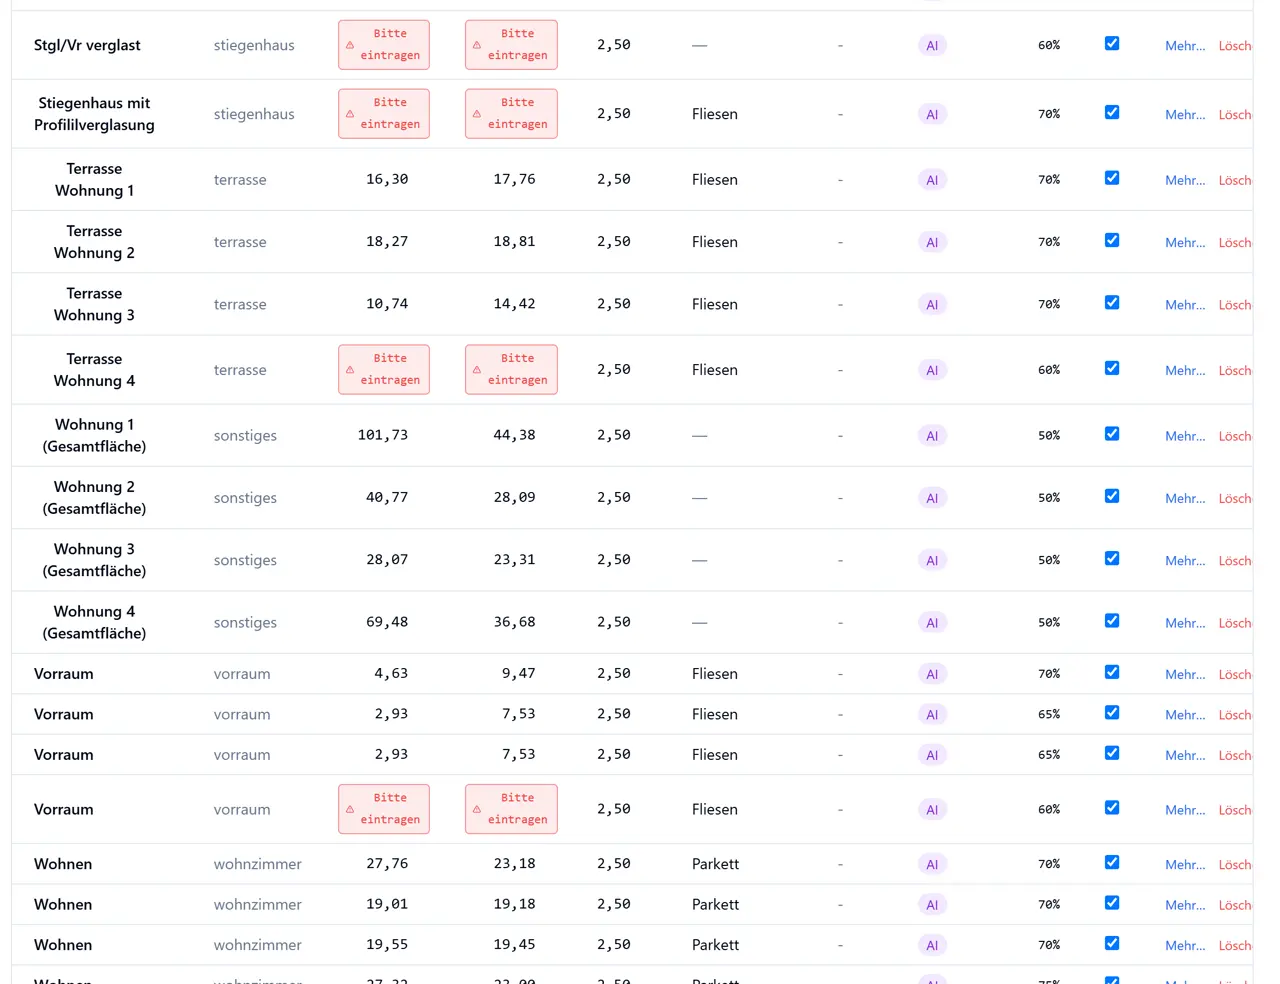 Stgl/Vr verglast stiegenhaus ⚠ Bitte eintragen ⚠ Bitte eintragen 2,50 — - AI 60% Mehr... Lösch
Stiegenhaus mit Profililverglasung stiegenhaus ⚠ Bitte eintragen ⚠ Bitte eintragen 2,50 Fliesen - AI 70% Mehr... Lösch
Terrasse Wohnung 1 terrasse 16,30 17,76 2,50 Fliesen - AI 70% Mehr... Lösch
Terrasse Wohnung 2 terrasse 18,27 18,81 2,50 Fliesen - AI 70% Mehr... Lösch
Terrasse Wohnung 3 terrasse 10,74 14,42 2,50 Fliesen - AI 70% Mehr... Lösch
Terrasse Wohnung 4 terrasse ⚠ Bitte eintragen ⚠ Bitte eintragen 2,50 Fliesen - AI 60% Mehr... Lösch
Wohnung 1 (Gesamtfläche) sonstiges 101,73 44,38 2,50 — - AI 50% Mehr... Lösch
Wohnung 2 (Gesamtfläche) sonstiges 40,77 28,09 2,50 — - AI 50% Mehr... Lösch
Wohnung 3 (Gesamtfläche) sonstiges 28,07 23,31 2,50 — - AI 50% Mehr... Lösch
Wohnung 4 (Gesamtfläche) sonstiges 69,48 36,68 2,50 — - AI 50% Mehr... Lösch
Vorraum vorraum 4,63 9,47 2,50 Fliesen - AI 70% Mehr... Lösch
Vorraum vorraum 2,93 7,53 2,50 Fliesen - AI 65% Mehr... Lösch
Vorraum vorraum 2,93 7,53 2,50 Fliesen - AI 65% Mehr... Lösch
Vorraum vorraum ⚠ Bitte eintragen ⚠ Bitte eintragen 2,50 Fliesen - AI 60% Mehr... Lösch
Wohnen wohnzimmer 27,76 23,18 2,50 Parkett - AI 70% Mehr... Lösch
Wohnen wohnzimmer 19,01 19,18 2,50 Parkett - AI 70% Mehr... Lösch
Wohnen wohnzimmer 19,55 19,45 2,50 Parkett - AI 70% Mehr... Lösch
Wohnen wohnzimmer 2,50 Parkett AI Mehr... Lösch